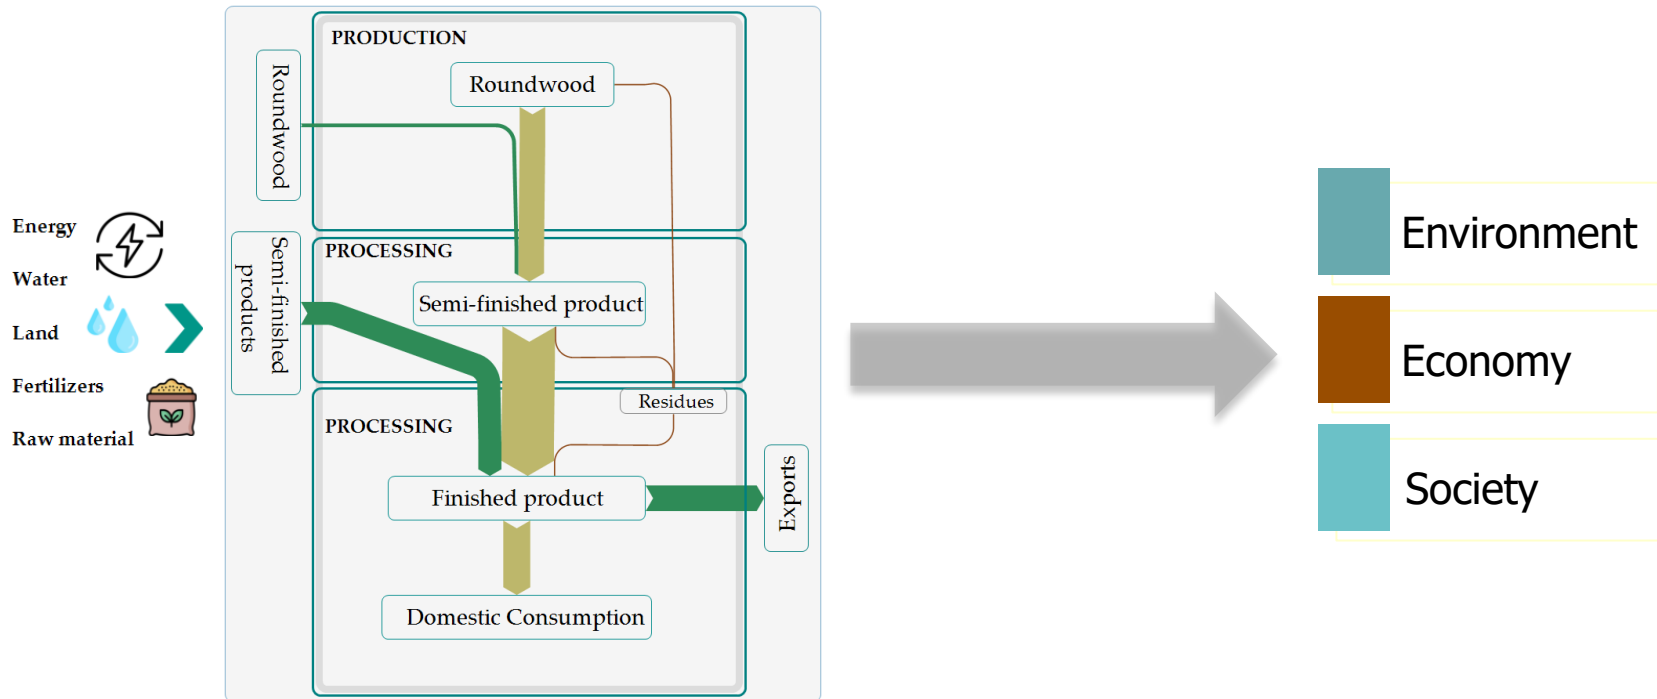 Energy
Water
Land
Fertilizers
Raw material
Roundwood
Semi-finished
products
PRODUCTION
Roundwood
PROCESSING
Semi-finished product
Residues
PROCESSING
Finished product
Exports
Domestic Consumption
Environment
Economy
Society